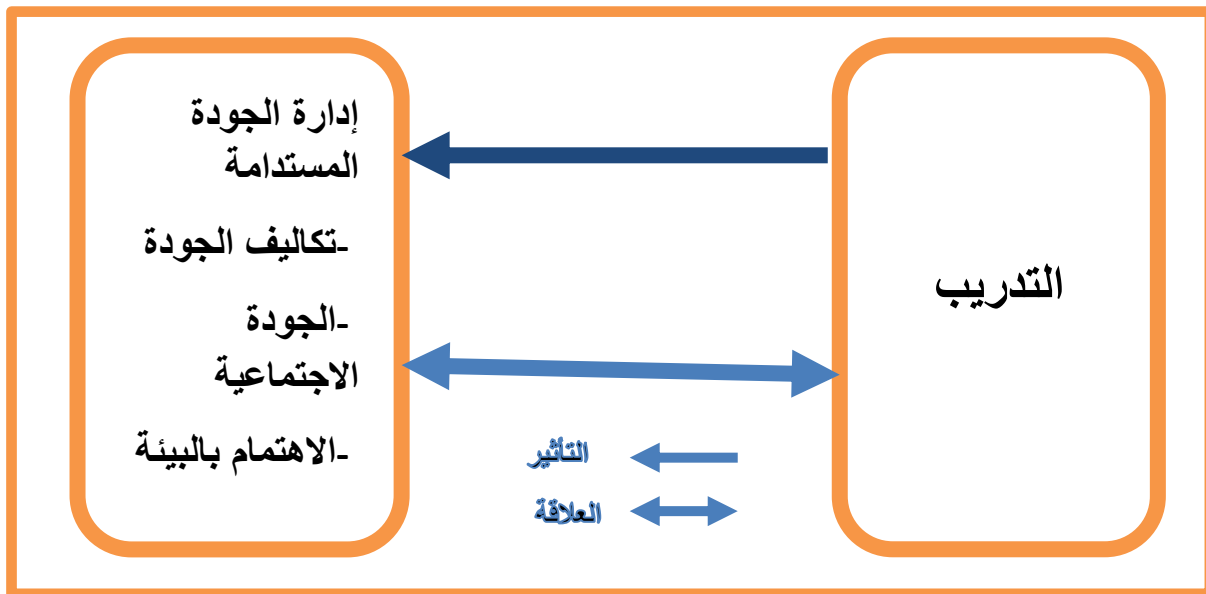 التدريب
إدارة الجودة
المستدامة
-تكاليف الجودة
-الجودة
الاجتماعية
-الاهتمام بالبيئة
التأثير
العلاقة